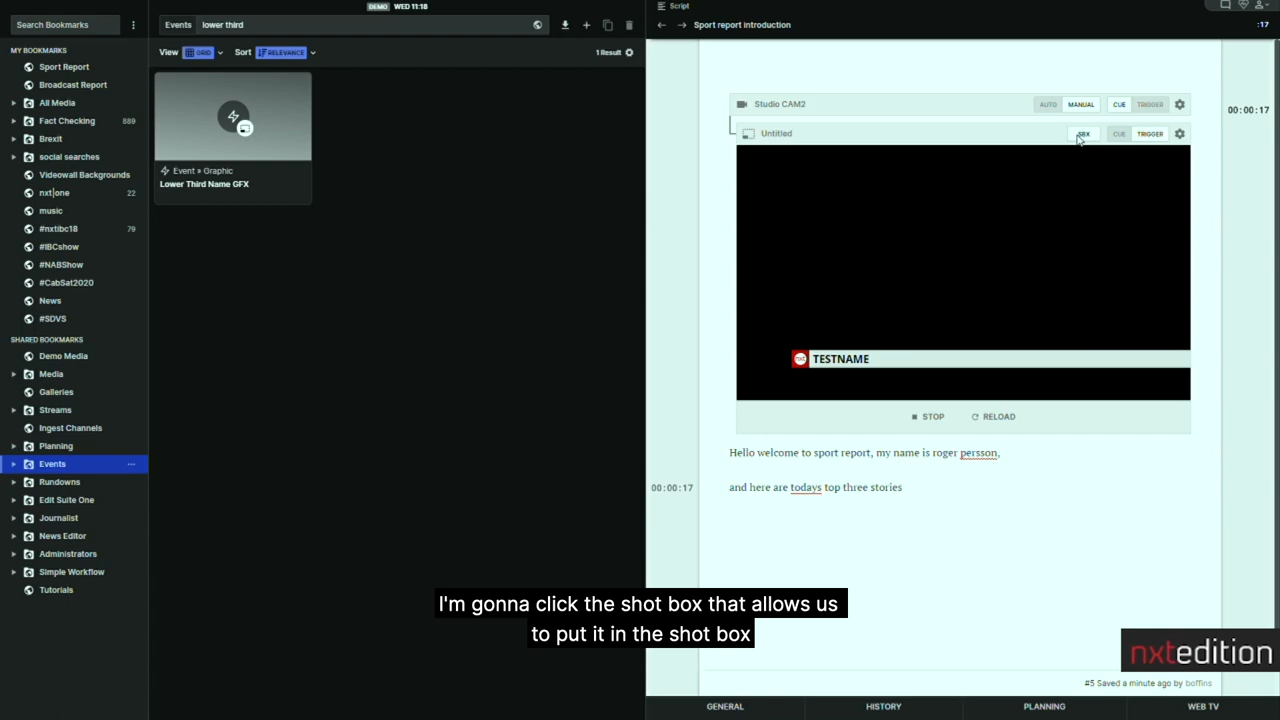 DEMO WED 11:18
Script
Search Bookmarks
Events lower third
Sport report introduction
:17
View GRID Sort RELEVANCE
1 Result
MY BOOKMARKS
Sport Report
Broadcast Report
All Media
Fact Checking 889
Brexit
social searches
Videowall Backgrounds
nxt|one 22
music
#nxtibc18 79
#IBCshow
#NABShow
#CabSat2020
News
#SDVS
SHARED BOOKMARKS
Demo Media
Media
Galleries
Streams
Ingest Channels
Planning
Events
Rundowns
Edit Suite One
Journalist
News Editor
Administrators
Simple Workflow
Tutorials
Event » Graphic
Lower Third Name GFX
Studio CAM2
AUTO MANUAL CUE TRIGGER
00:00:17
Untitled
SBX CUE TRIGGER
nxt TESTNAME
STOP RELOAD
Hello welcome to sport report, my name is roger persson,
00:00:17
and here are todays top three stories
I'm gonna click the shot box that allows us
to put it in the shot box
nxtedition
#5 Saved a minute ago by boffins
GENERAL HISTORY PLANNING WEB TV